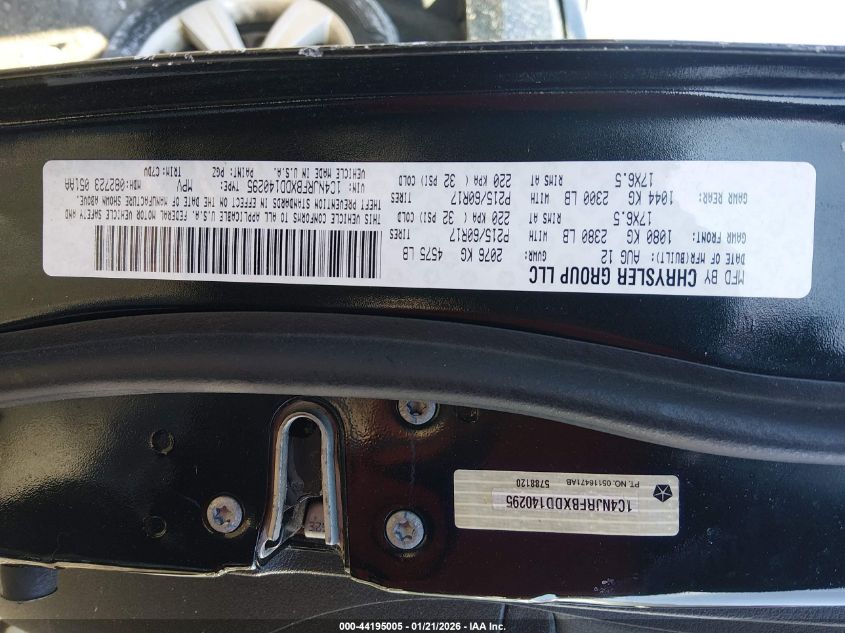 MFD BY CHRYSLER GROUP LLC
DATE OF MFR(BUILT): AUG 12 GVWR: 2076 KG 4575 LB
GAWR FRONT: 1080 KG 2380 LB WITH TIRES P215/60R17
RIMS AT 17X6.5 220 KPA ( 32 PSI) COLD
GAWR REAR: 1044 KG 2300 LB WITH TIRES P215/60R17
RIMS AT 17X6.5 220 KPA ( 32 PSI) COLD
THIS VEHICLE CONFORMS TO ALL APPLICABLE U.S.A. FEDERAL MOTOR VEHICLE SAFETY AND
THEFT PREVENTION STANDARDS IN EFFECT ON THE DATE OF MANUFACTURE SHOWN ABOVE.
VIN: 1C4NJRFBXDD140295 TYPE: MPV MDH:082723 051AA
VEHICLE MADE IN U.S.A. PAINT: PGZ TRIM: C7DV
1C4NJRFBXDD140295
PT. NO. 05116471AB
5788120
000-44195005 - 01/21/2026 - IAA Inc.